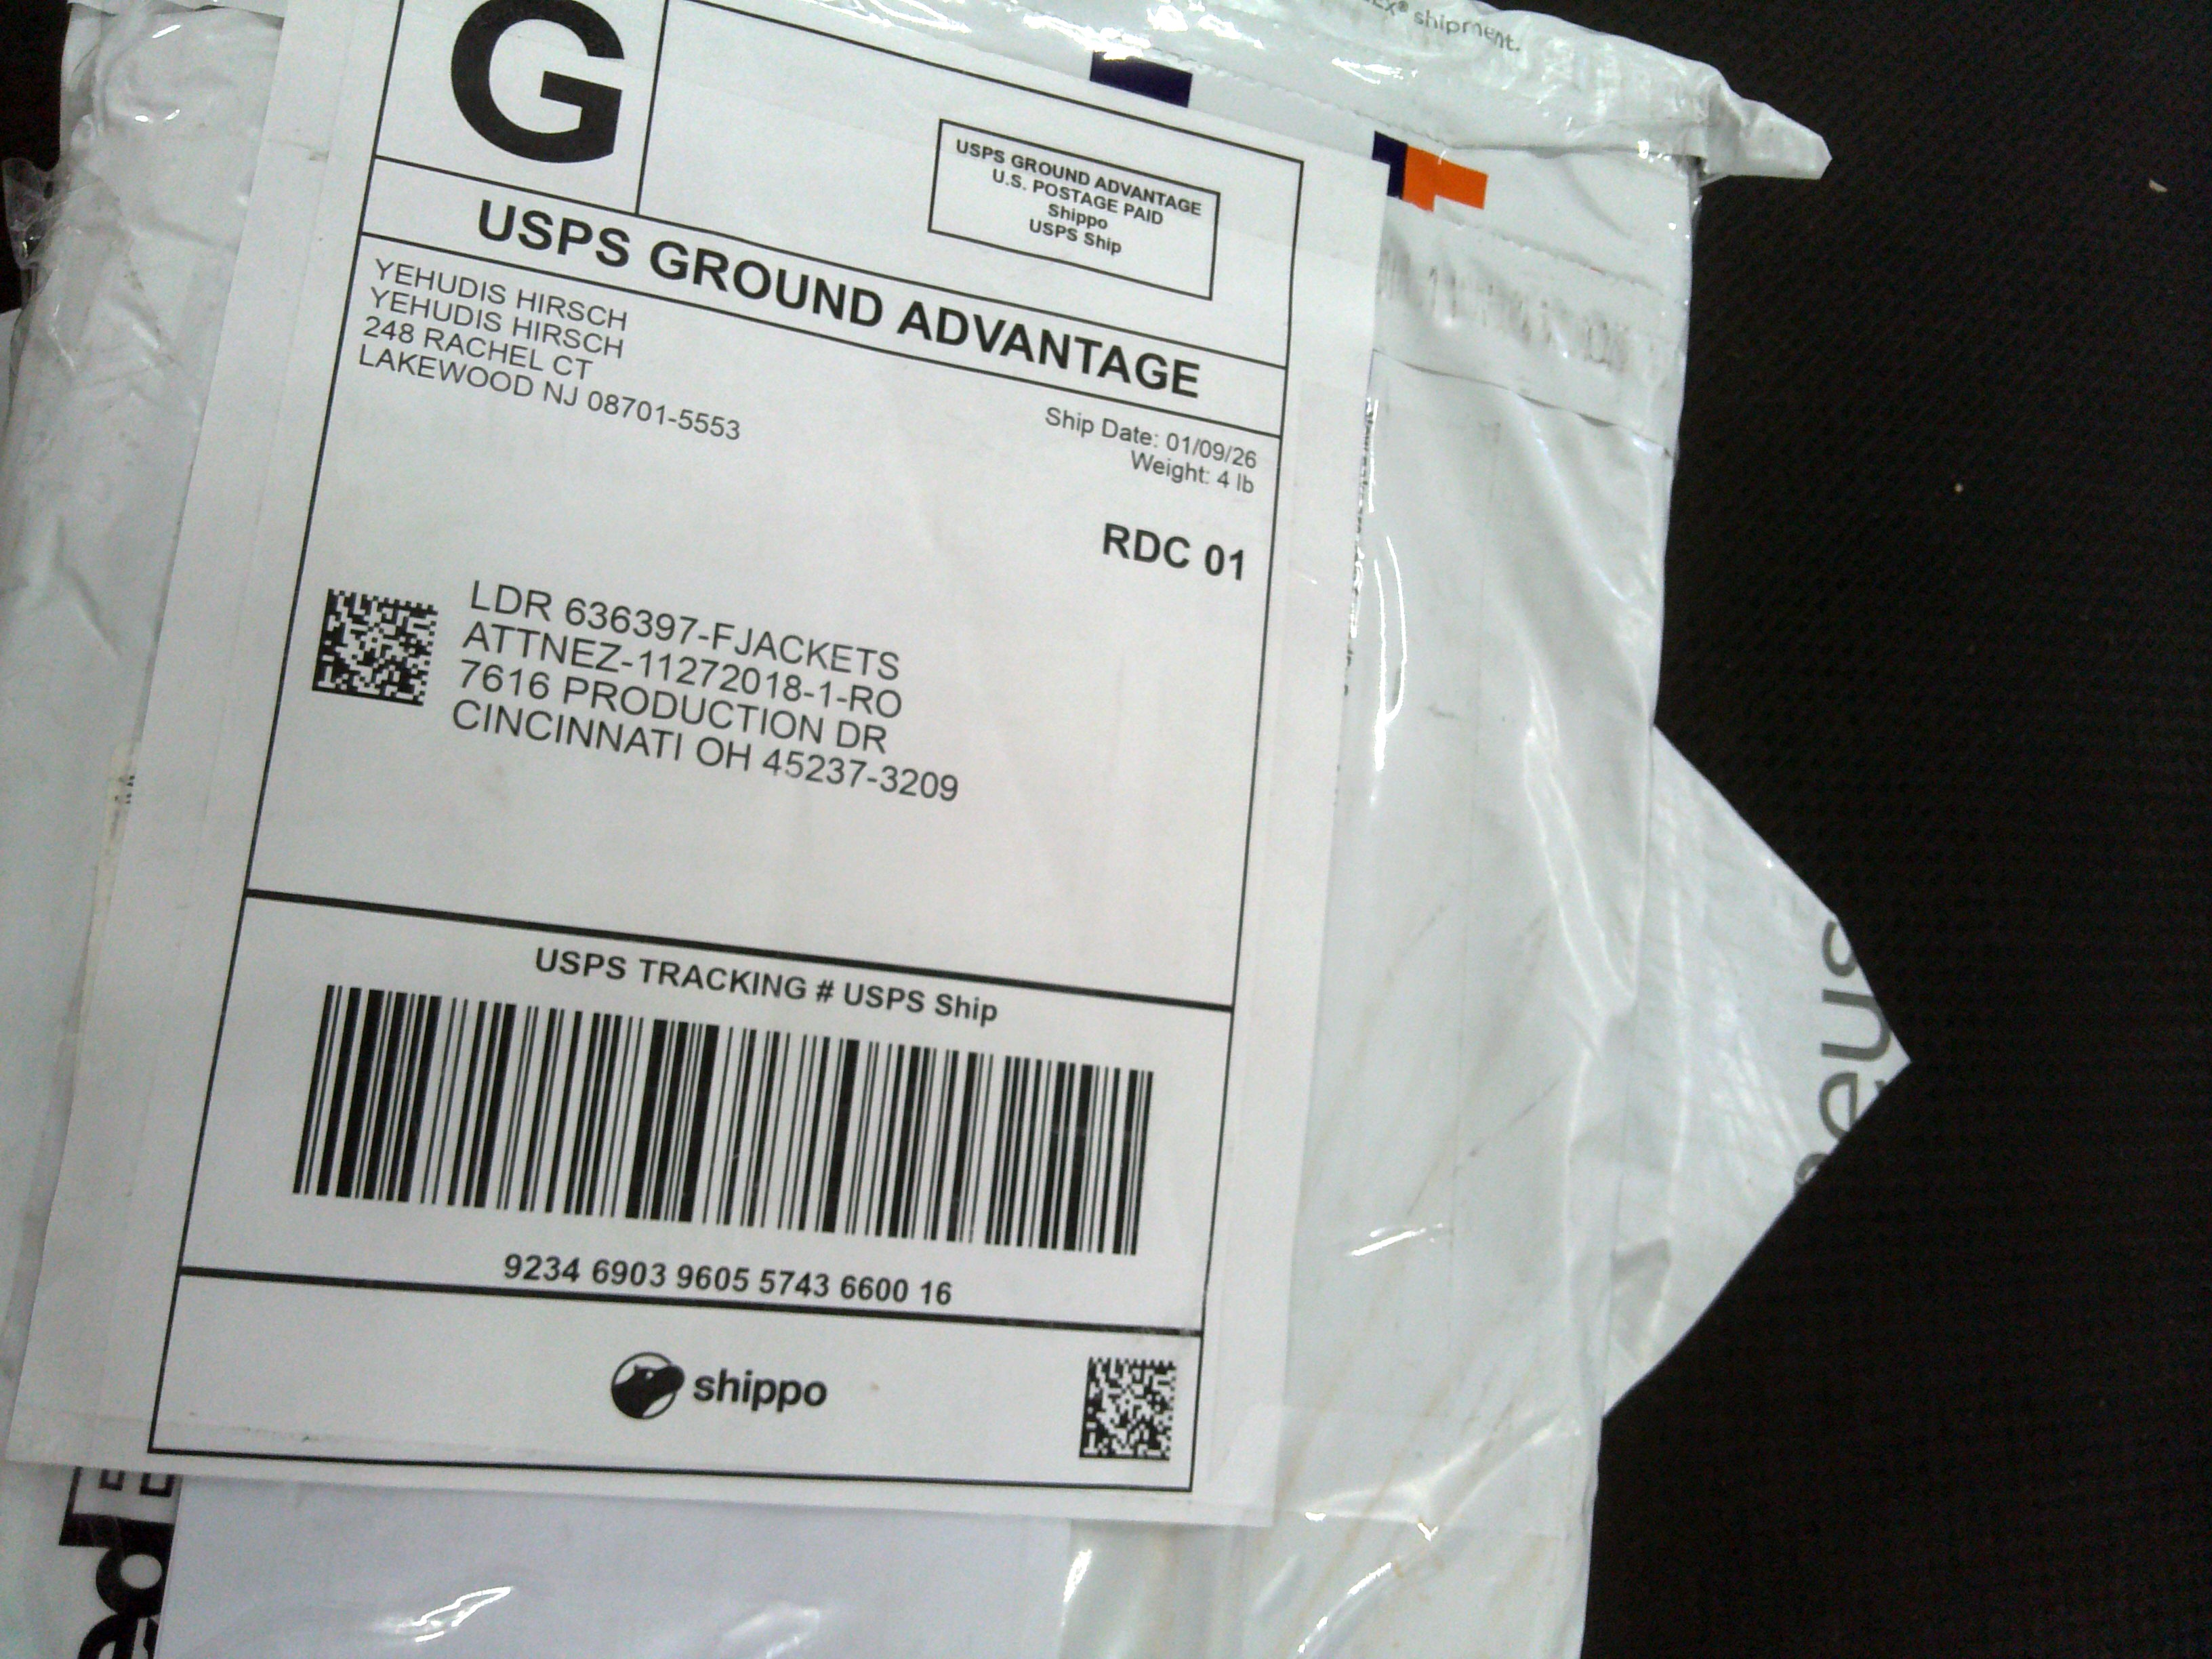 Ex® shipment.
G
USPS GROUND ADVANTAGE
U.S. POSTAGE PAID
Shippo
USPS Ship
USPS GROUND ADVANTAGE
YEHUDIS HIRSCH
YEHUDIS HIRSCH
248 RACHEL CT
LAKEWOOD NJ 08701-5553
Ship Date: 01/09/26
Weight: 4 lb
RDC 01
LDR 636397-FJACKETS
ATTNEZ-11272018-1-RO
7616 PRODUCTION DR
CINCINNATI OH 45237-3209
USPS TRACKING # USPS Ship
9234 6903 9605 5743 6600 16
shippo